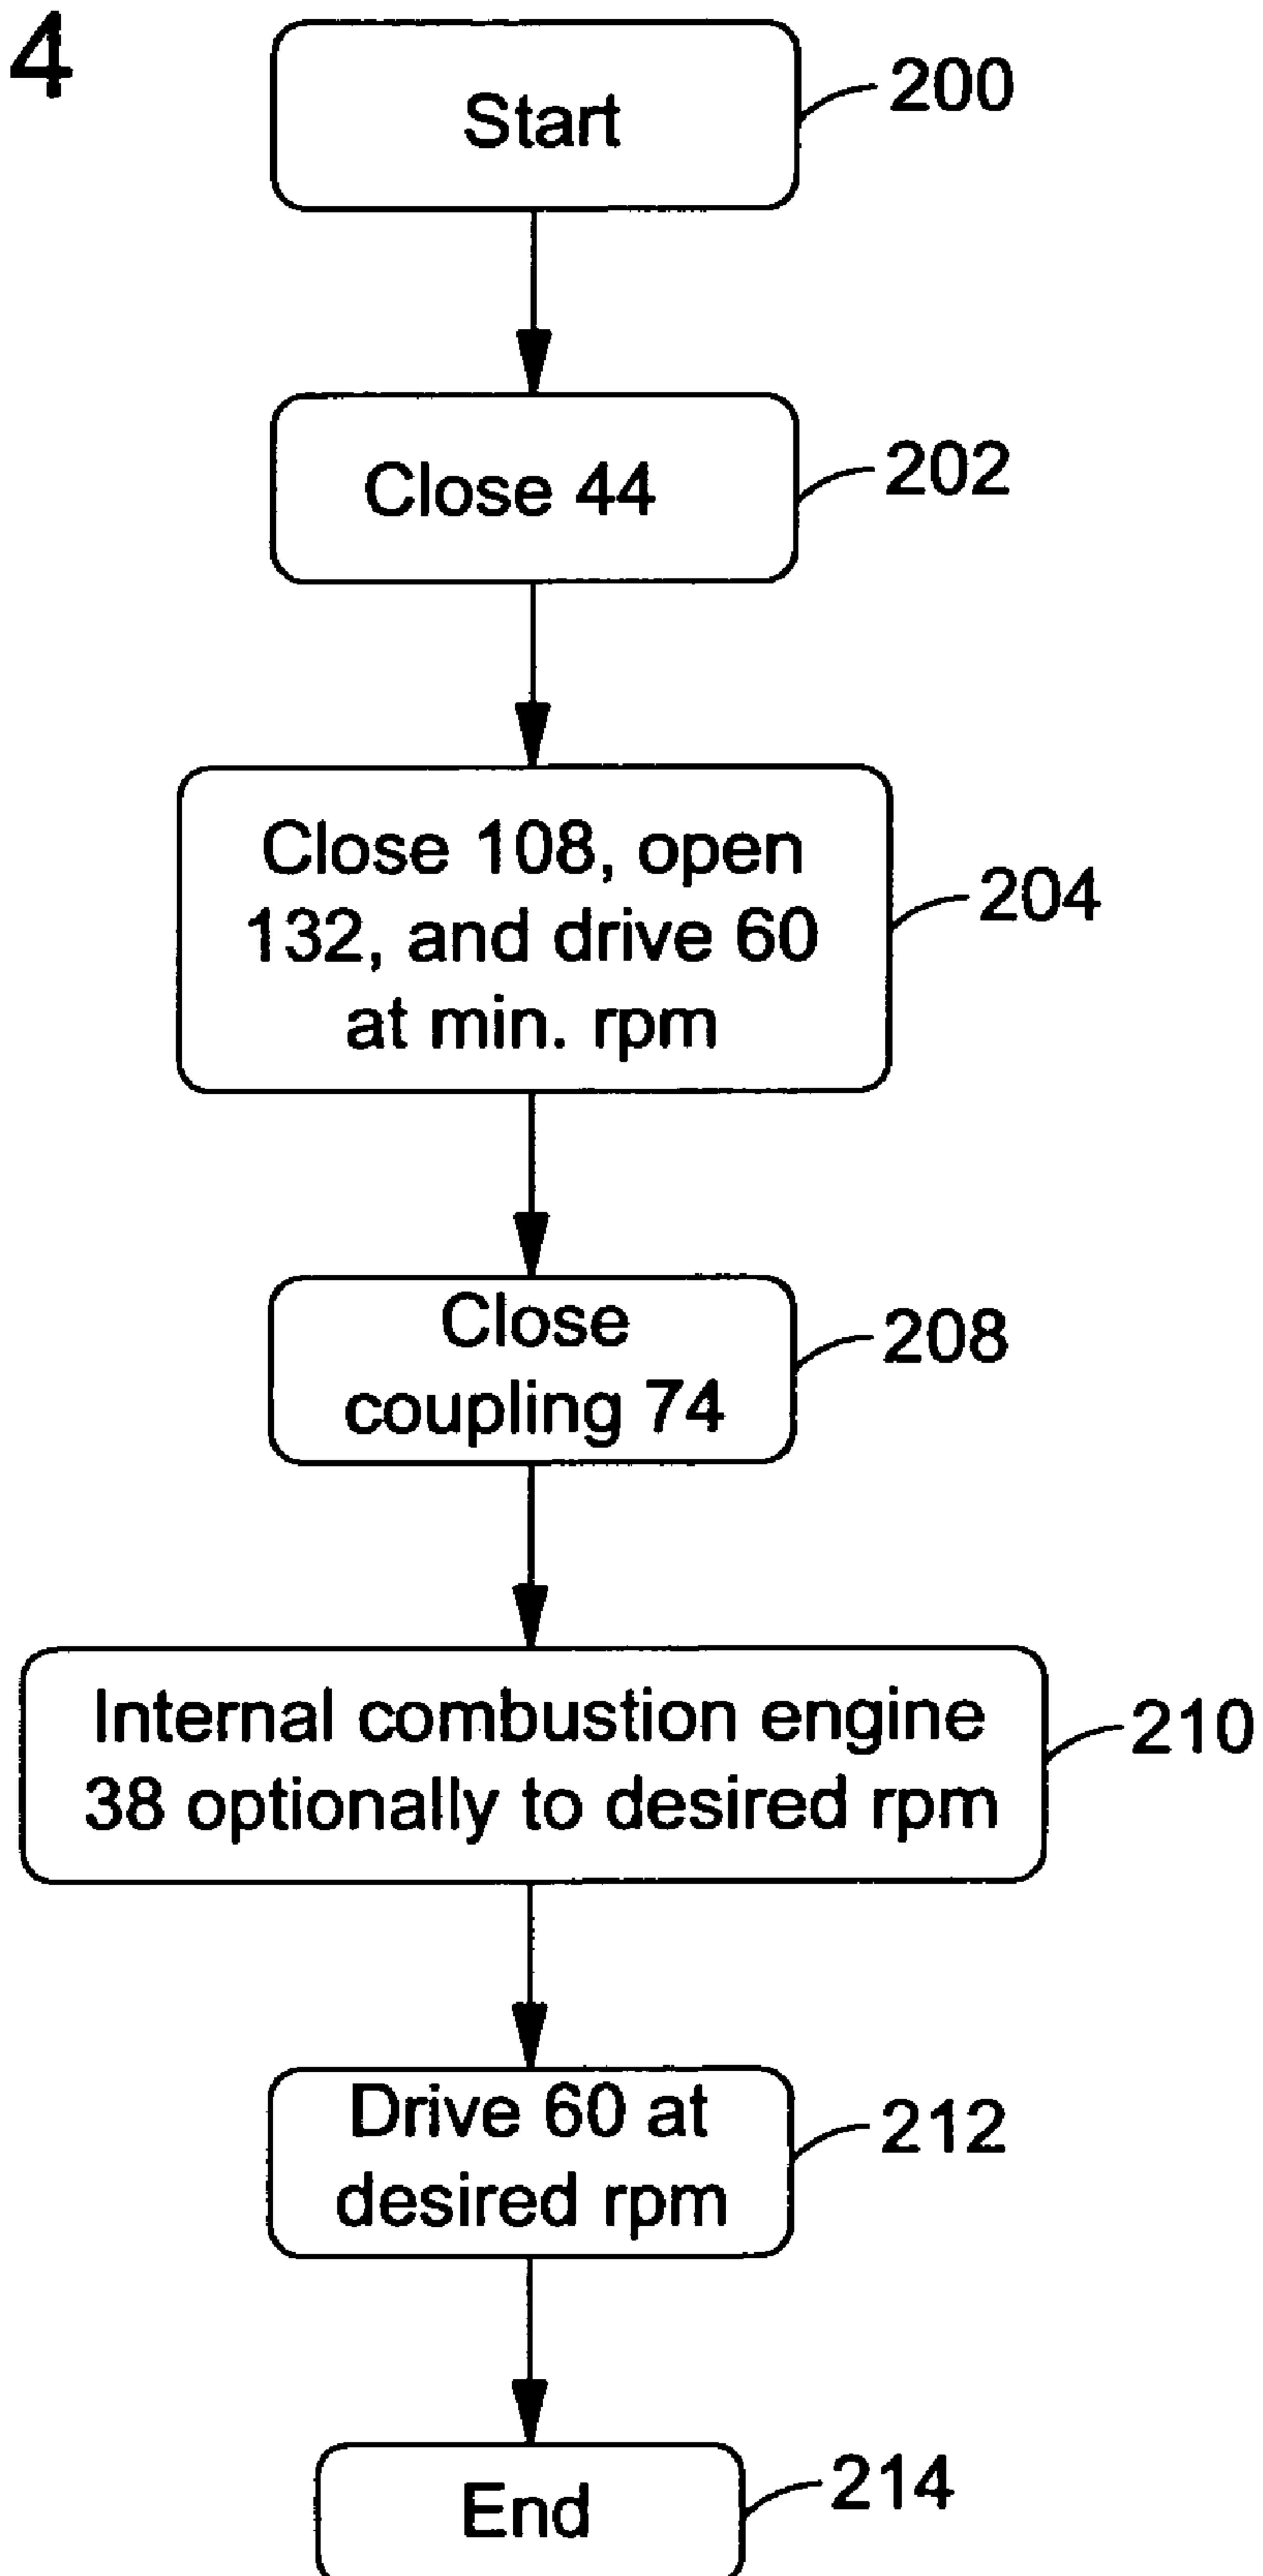 4
Start
200
Close 44
202
Close 108, open
132, and drive 60
at min. rpm
204
Close
coupling 74
208
Internal combustion engine
38 optionally to desired rpm
210
Drive 60 at
desired rpm
212
End
214